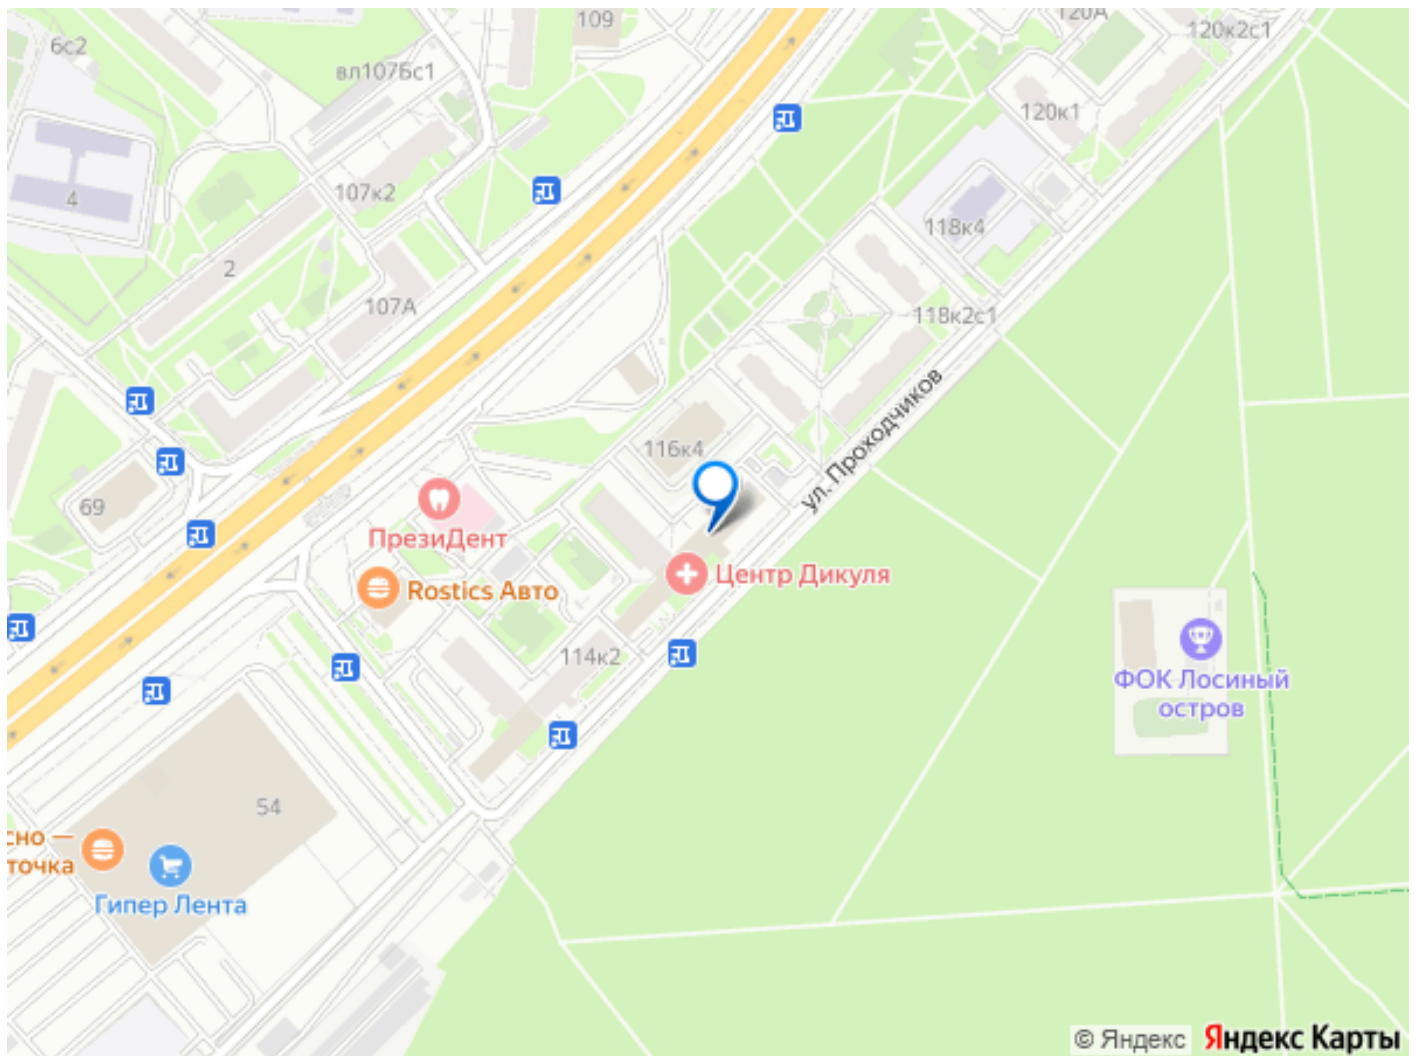 109
120А
120к2с1
6с2
вл107Бс1
120к1
4
107к2
118к4
2
107А
118к2с1
ул. Проходчиков
116к4
69
ПрезиДент
Rostics Авто
Центр Дикуля
114к2
ФОК Лосиный
остров
54
сно —
точка
Гипер Лента
© Яндекс Яндекс Карты